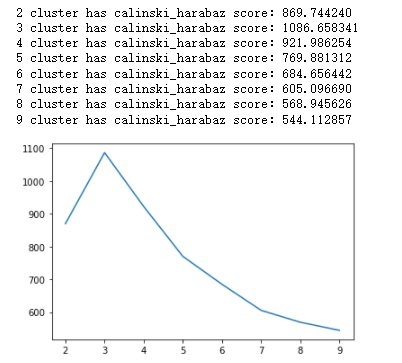 2 cluster has calinski_harabaz score: 869.744240
3 cluster has calinski_harabaz score: 1086.658341
4 cluster has calinski_harabaz score: 921.986254
5 cluster has calinski_harabaz score: 769.881312
6 cluster has calinski_harabaz score: 684.656442
7 cluster has calinski_harabaz score: 605.096690
8 cluster has calinski_harabaz score: 568.945626
9 cluster has calinski_harabaz score: 544.112857
1100
1000
900
800
700
600
2 3 4 5 6 7 8 9